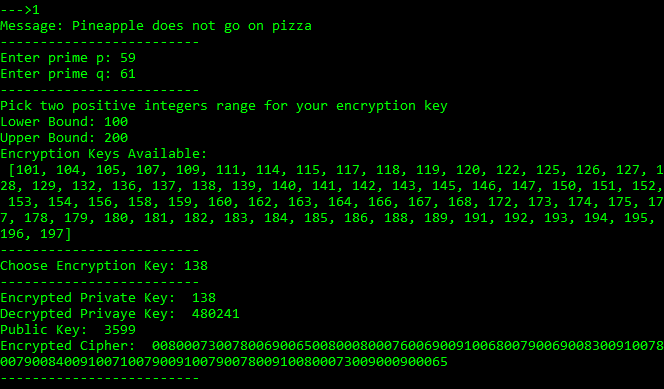 --->1
Message: Pineapple does not go on pizza
-------------------------
Enter prime p: 59
Enter prime q: 61
-------------------------
Pick two positive integers range for your encryption key
Lower Bound: 100
Upper Bound: 200
Encryption Keys Available:
[101, 104, 105, 107, 109, 111, 114, 115, 117, 118, 119, 120, 122, 125, 126, 127, 1
28, 129, 132, 136, 137, 138, 139, 140, 141, 142, 143, 145, 146, 147, 150, 151, 152,
153, 154, 156, 158, 159, 160, 162, 163, 164, 166, 167, 168, 172, 173, 174, 175, 17
7, 178, 179, 180, 181, 182, 183, 184, 185, 186, 188, 189, 191, 192, 193, 194, 195,
196, 197]
-------------------------
Choose Encryption Key: 138
-------------------------
Encrypted Private Key:  138
Decrypted Privaye Key:  480241
Public Key:  3599
Encrypted Cipher:  0080007300780069006500800080007600690091006800790069008300910078
0079008400910071007900910079007800910080007300900090065
-------------------------